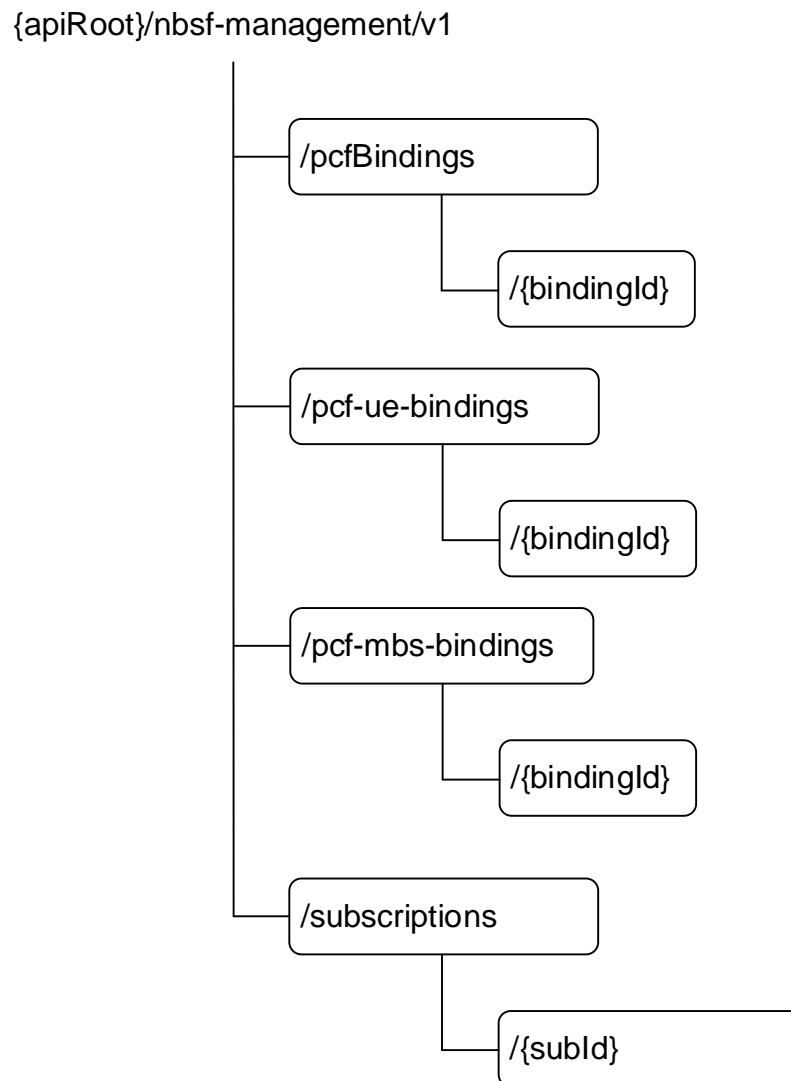 {apiRoot}/nbsf-management/v1
/pcfBindings
/{bindingId}
/pcf-ue-bindings
/{bindingId}
/pcf-mbs-bindings
/{bindingId}
/subscriptions
/{subId}